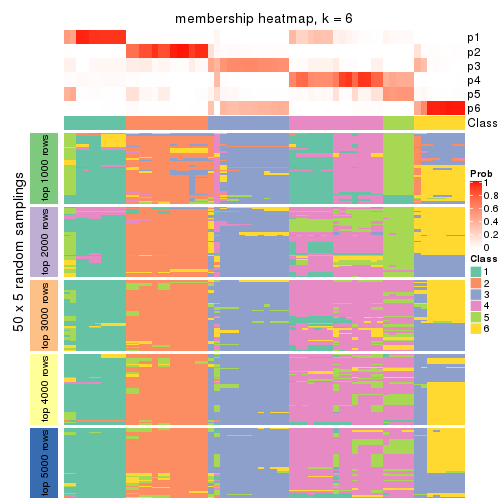 membership heatmap, k = 6
p1
p2
p3
p4
p5
p6
Class
50 x 5 random samplings
top 1000 rows
top 2000 rows
top 3000 rows
top 4000 rows
top 5000 rows
Prob
1
0.8
0.6
0.4
0.2
0
Class
1
2
3
4
5
6